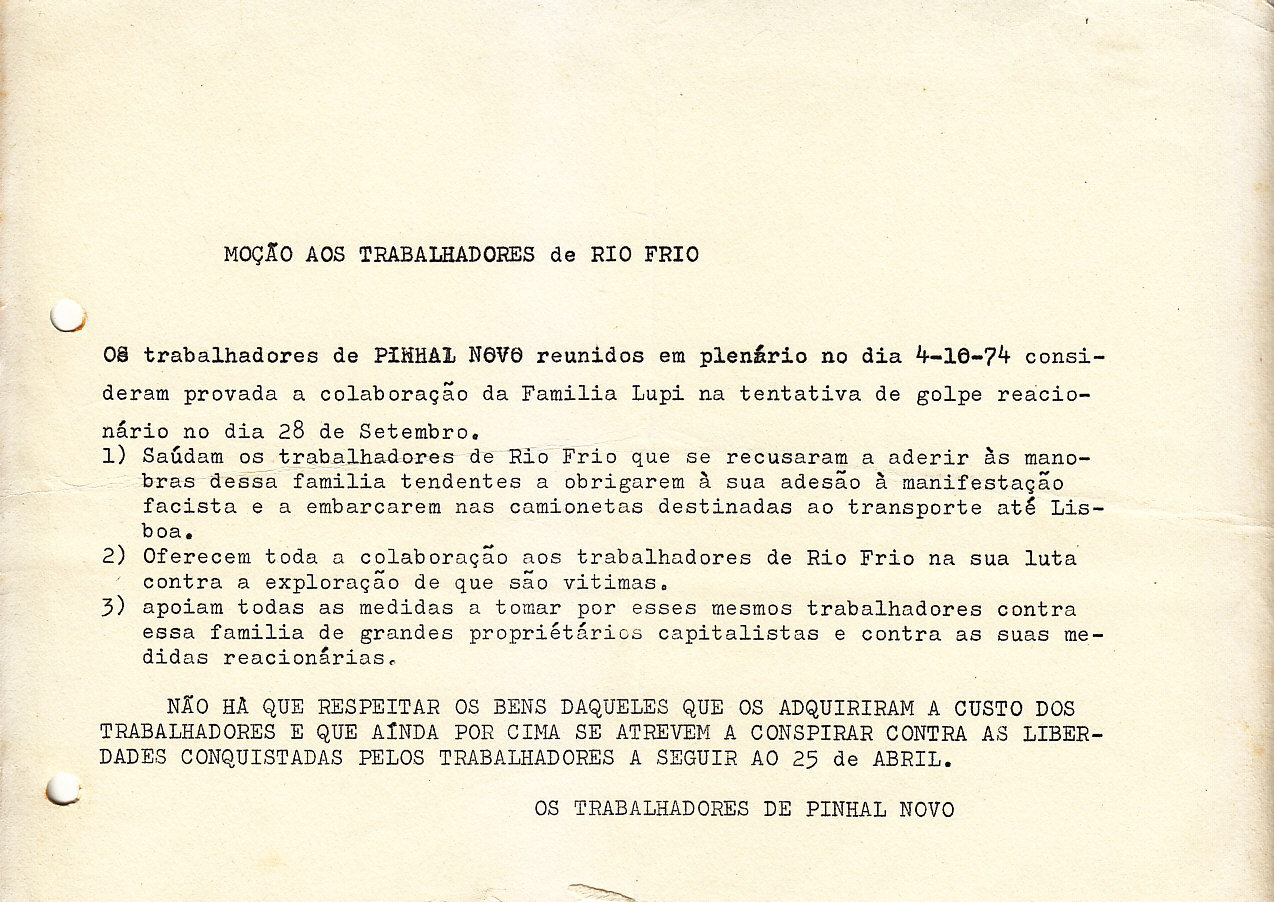 MOÇÃO AOS TRABALHADORES de RIO FRIO
OS trabalhadores de PINHAL NOVO reunidos em plenário no dia 4-10-74 consi-
deram provada a colaboração da Familia Lupi na tentativa de golpe reacio-
nário no dia 28 de Setembro.
1) Saúdam os trabalhadores de Rio Frio que se recusaram a aderir às mano-
bras dessa familia tendentes a obrigarem à sua adesão à manifestação
facista e a embarcarem nas camionetas destinadas ao transporte até Lis-
boa.
2) Oferecem toda a colaboração aos trabalhadores de Rio Frio na sua luta
contra a exploração de que são vitimas.
3) apoiam todas as medidas a tomar por esses mesmos trabalhadores contra
essa familia de grandes propriétários capitalistas e contra as suas me-
didas reacionárias.
NÃO HÀ QUE RESPEITAR OS BENS DAQUELES QUE OS ADQUIRIRAM A CUSTO DOS
TRABALHADORES E QUE AÍNDA POR CIMA SE ATREVEM A CONSPIRAR CONTRA AS LIBER-
DADES CONQUISTADAS PELOS TRABALHADORES A SEGUIR AO 25 de ABRIL.
OS TRABALHADORES DE PINHAL NOVO